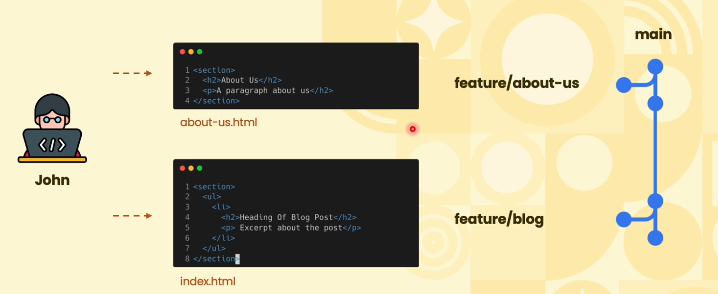 main
1 <section>
2 <h2>About Us</h2>
3 <p>A paragraph about us</h2>
4 </section>
about-us.html
feature/about-us
</>
John
1 <section>
2 <ul>
3 <li>
4 <h2>Heading Of Blog Post</h2>
5 <p> Excerpt about the post</p>
6 </li>
7 </ul>
8 </section>
index.html
feature/blog